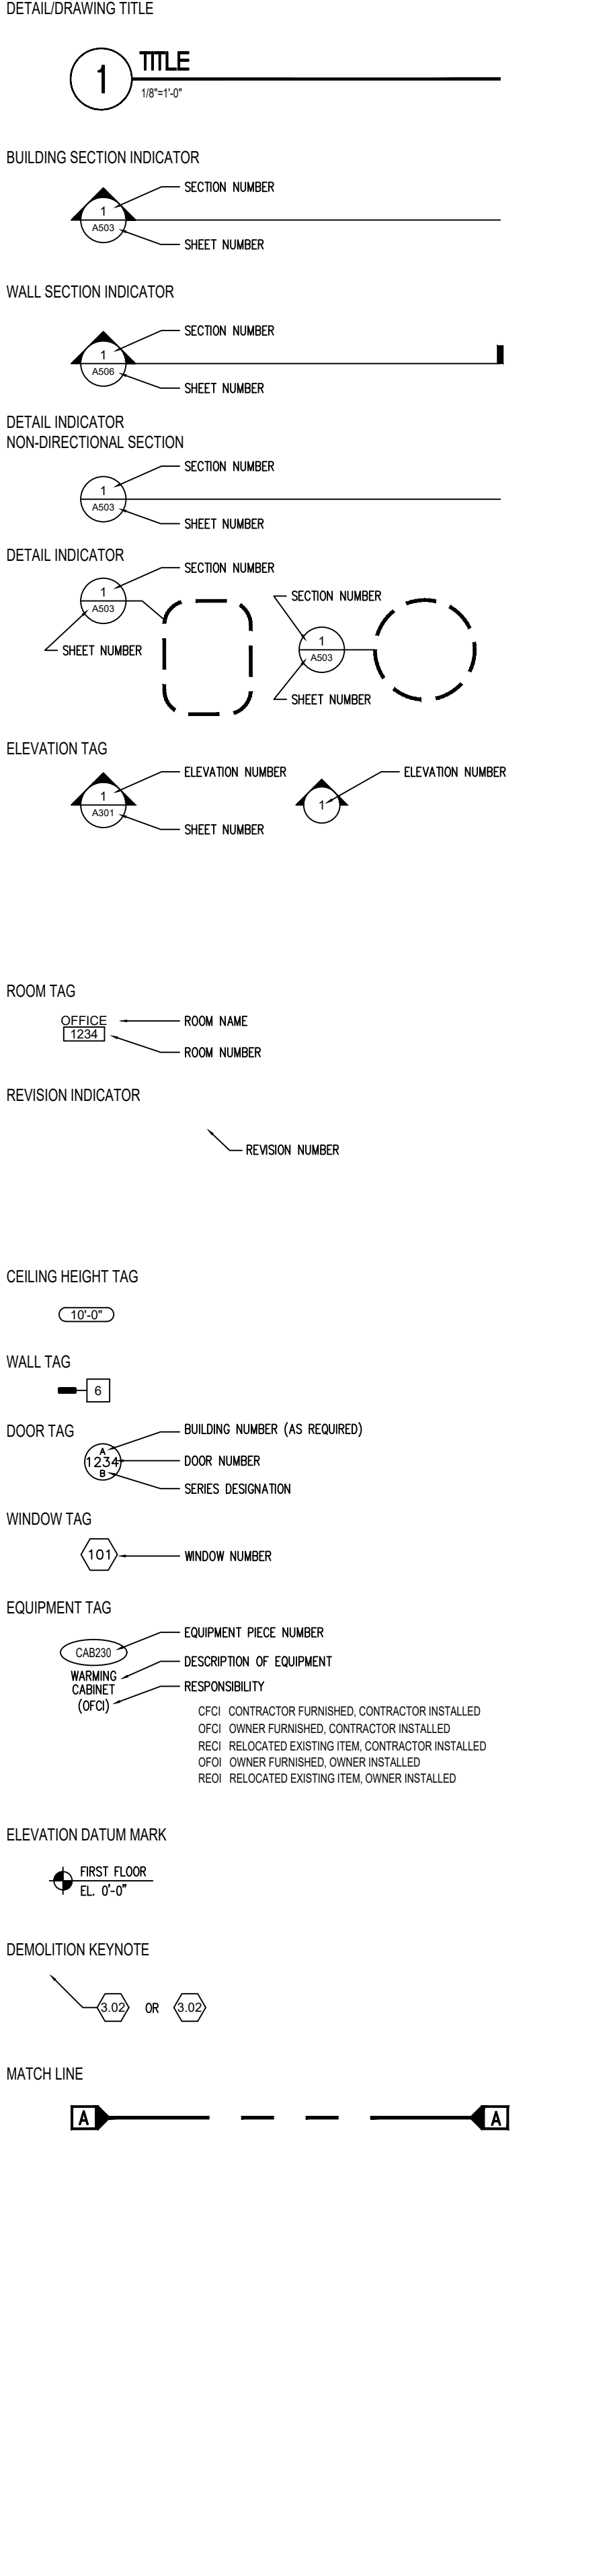 DETAIL/DRAWING TITLE
1
TITLE
1/8"=1'-0"
BUILDING SECTION INDICATOR
SECTION NUMBER
1
A503
SHEET NUMBER
WALL SECTION INDICATOR
SECTION NUMBER
1
A506
SHEET NUMBER
DETAIL INDICATOR
NON-DIRECTIONAL SECTION
SECTION NUMBER
1
A503
SHEET NUMBER
DETAIL INDICATOR
SECTION NUMBER
1
A503
SHEET NUMBER
SECTION NUMBER
1
A503
SHEET NUMBER
ELEVATION TAG
ELEVATION NUMBER
1
A301
SHEET NUMBER
ELEVATION NUMBER
1
ROOM TAG
OFFICE
1234
ROOM NAME
ROOM NUMBER
REVISION INDICATOR
REVISION NUMBER
CEILING HEIGHT TAG
10'-0"
WALL TAG
6
DOOR TAG
A
1234
B
BUILDING NUMBER (AS REQUIRED)
DOOR NUMBER
SERIES DESIGNATION
WINDOW TAG
101
WINDOW NUMBER
EQUIPMENT TAG
CAB230
WARMING
CABINET
(OFCI)
EQUIPMENT PIECE NUMBER
DESCRIPTION OF EQUIPMENT
RESPONSIBILITY
CFCI CONTRACTOR FURNISHED, CONTRACTOR INSTALLED
OFCI OWNER FURNISHED, CONTRACTOR INSTALLED
RECI RELOCATED EXISTING ITEM, CONTRACTOR INSTALLED
OFOI OWNER FURNISHED, OWNER INSTALLED
REOI RELOCATED EXISTING ITEM, OWNER INSTALLED
ELEVATION DATUM MARK
FIRST FLOOR
EL. 0'-0"
DEMOLITION KEYNOTE
3.02 OR 3.02
MATCH LINE
A A